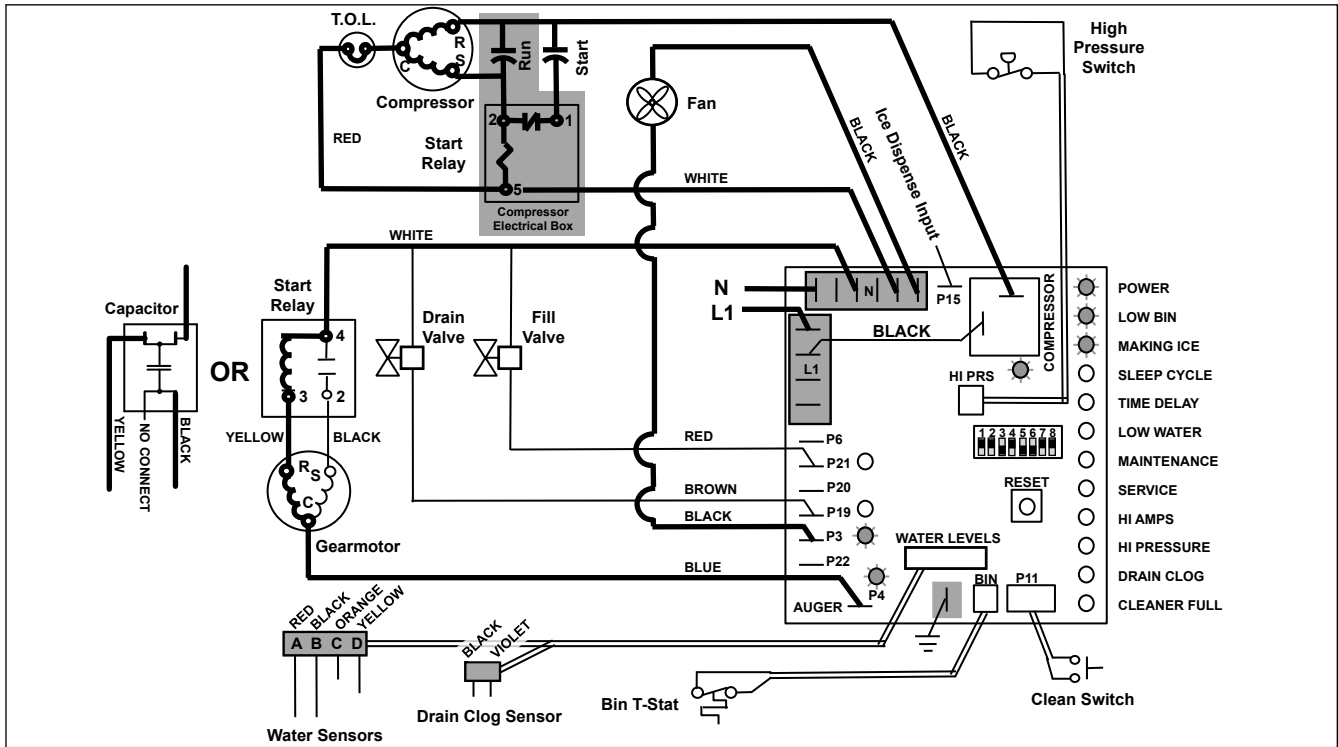 T.O.L.
R
S
C
Compressor
Run
Start
2
1
Start
Relay
5
Compressor
Electrical Box
RED
Fan
BLACK
Ice Dispense Input
BLACK
High
Pressure
Switch
WHITE
WHITE
Capacitor
YELLOW
NO CONNECT
BLACK
OR
Start
Relay
4
3
2
YELLOW
BLACK
R
S
C
Gearmotor
Drain
Valve
Fill
Valve
N
L1
N
P15
BLACK
L1
COMPRESSOR
HI PRS
1 2 3 4 5 6 7 8
RESET
POWER
LOW BIN
MAKING ICE
SLEEP CYCLE
TIME DELAY
LOW WATER
MAINTENANCE
SERVICE
HI AMPS
HI PRESSURE
DRAIN CLOG
CLEANER FULL
RED
P6
P21
P20
BROWN
P19
BLACK
P3
P22
BLUE
P4
AUGER
WATER LEVELS
BIN
P11
RED
BLACK
ORANGE
YELLOW
A B C D
Water Sensors
BLACK
VIOLET
Drain Clog Sensor
Bin T-Stat
Clean Switch